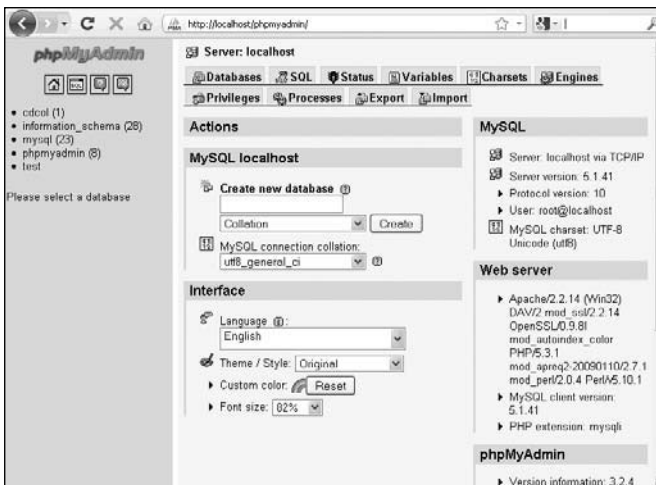 http://localhost/phpmyadmin/
phpMyAdmin
cdcol (1)
information_schema (28)
mysql (23)
phpmyadmin (8)
test
Please select a database
Server: localhost
Databases SQL Status Variables Charsets Engines
Privileges Processes Export Import
Actions
MySQL localhost
Create new database
Collation Create
MySQL connection collation:
utf8_general_ci
Interface
Language :
English
Theme / Style: Original
Custom color: Reset
Font size: 82%
MySQL
Server: localhost via TCP/IP
Server version: 5.1.41
Protocol version: 10
User: root@localhost
MySQL charset: UTF-8
Unicode (utf8)
Web server
Apache/2.2.14 (Win32)
DAV/2 mod_ssl/2.2.14
OpenSSL/0.9.8l
mod_autoindex_color
PHP/5.3.1
mod_apreq2-20090110/2.7.1
mod_perl/2.0.4 Perl/v5.10.1
MySQL client version:
5.1.41
PHP extension: mysqli
phpMyAdmin
Version information: 3.2.4